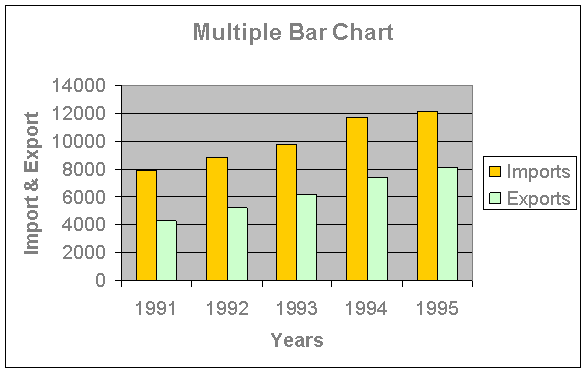 Multiple Bar Chart
Import & Export
14000
12000
10000
8000
6000
4000
2000
0
1991 1992 1993 1994 1995
Years
Imports
Exports